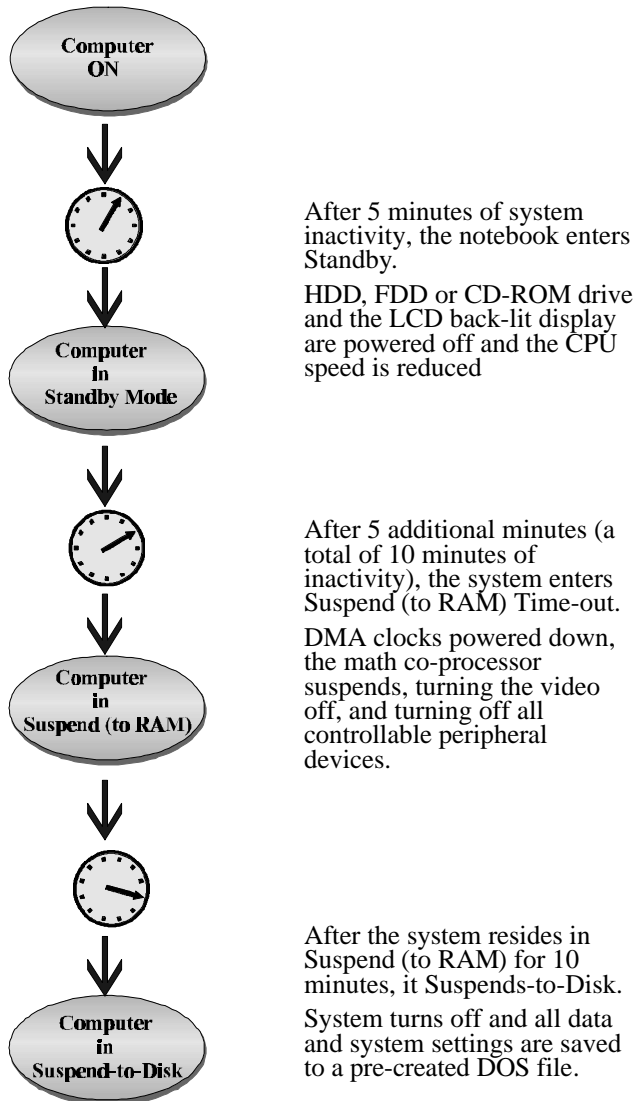 Computer
ON
After 5 minutes of system
inactivity, the notebook enters
Standby.
HDD, FDD or CD-ROM drive
and the LCD back-lit display
are powered off and the CPU
speed is reduced
Computer
in
Standby Mode
After 5 additional minutes (a
total of 10 minutes of
inactivity), the system enters
Suspend (to RAM) Time-out.
DMA clocks powered down,
the math co-processor
suspends, turning the video
off, and turning off all
controllable peripheral
devices.
Computer
in
Suspend (to RAM)
After the system resides in
Suspend (to RAM) for 10
minutes, it Suspends-to-Disk.
System turns off and all data
and system settings are saved
to a pre-created DOS file.
Computer
in
Suspend-to-Disk